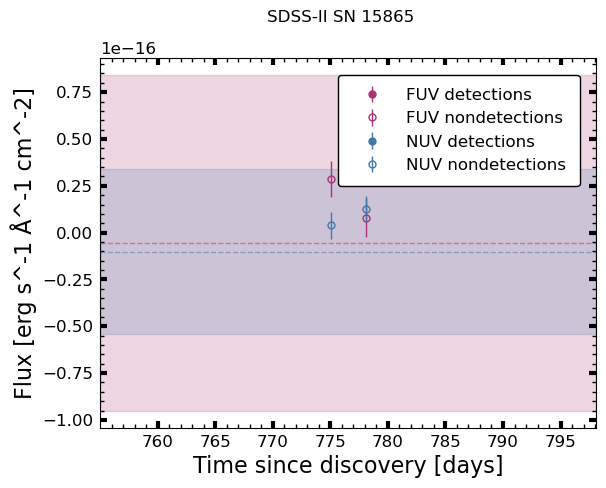 SDSS-II SN 15865
1e−16
FUV detections
FUV nondetections
NUV detections
NUV nondetections
0.75
0.50
0.25
0.00
−0.25
−0.50
−0.75
−1.00
Flux [erg s^-1 Å^-1 cm^-2]
760 765 770 775 780 785 790 795
Time since discovery [days]